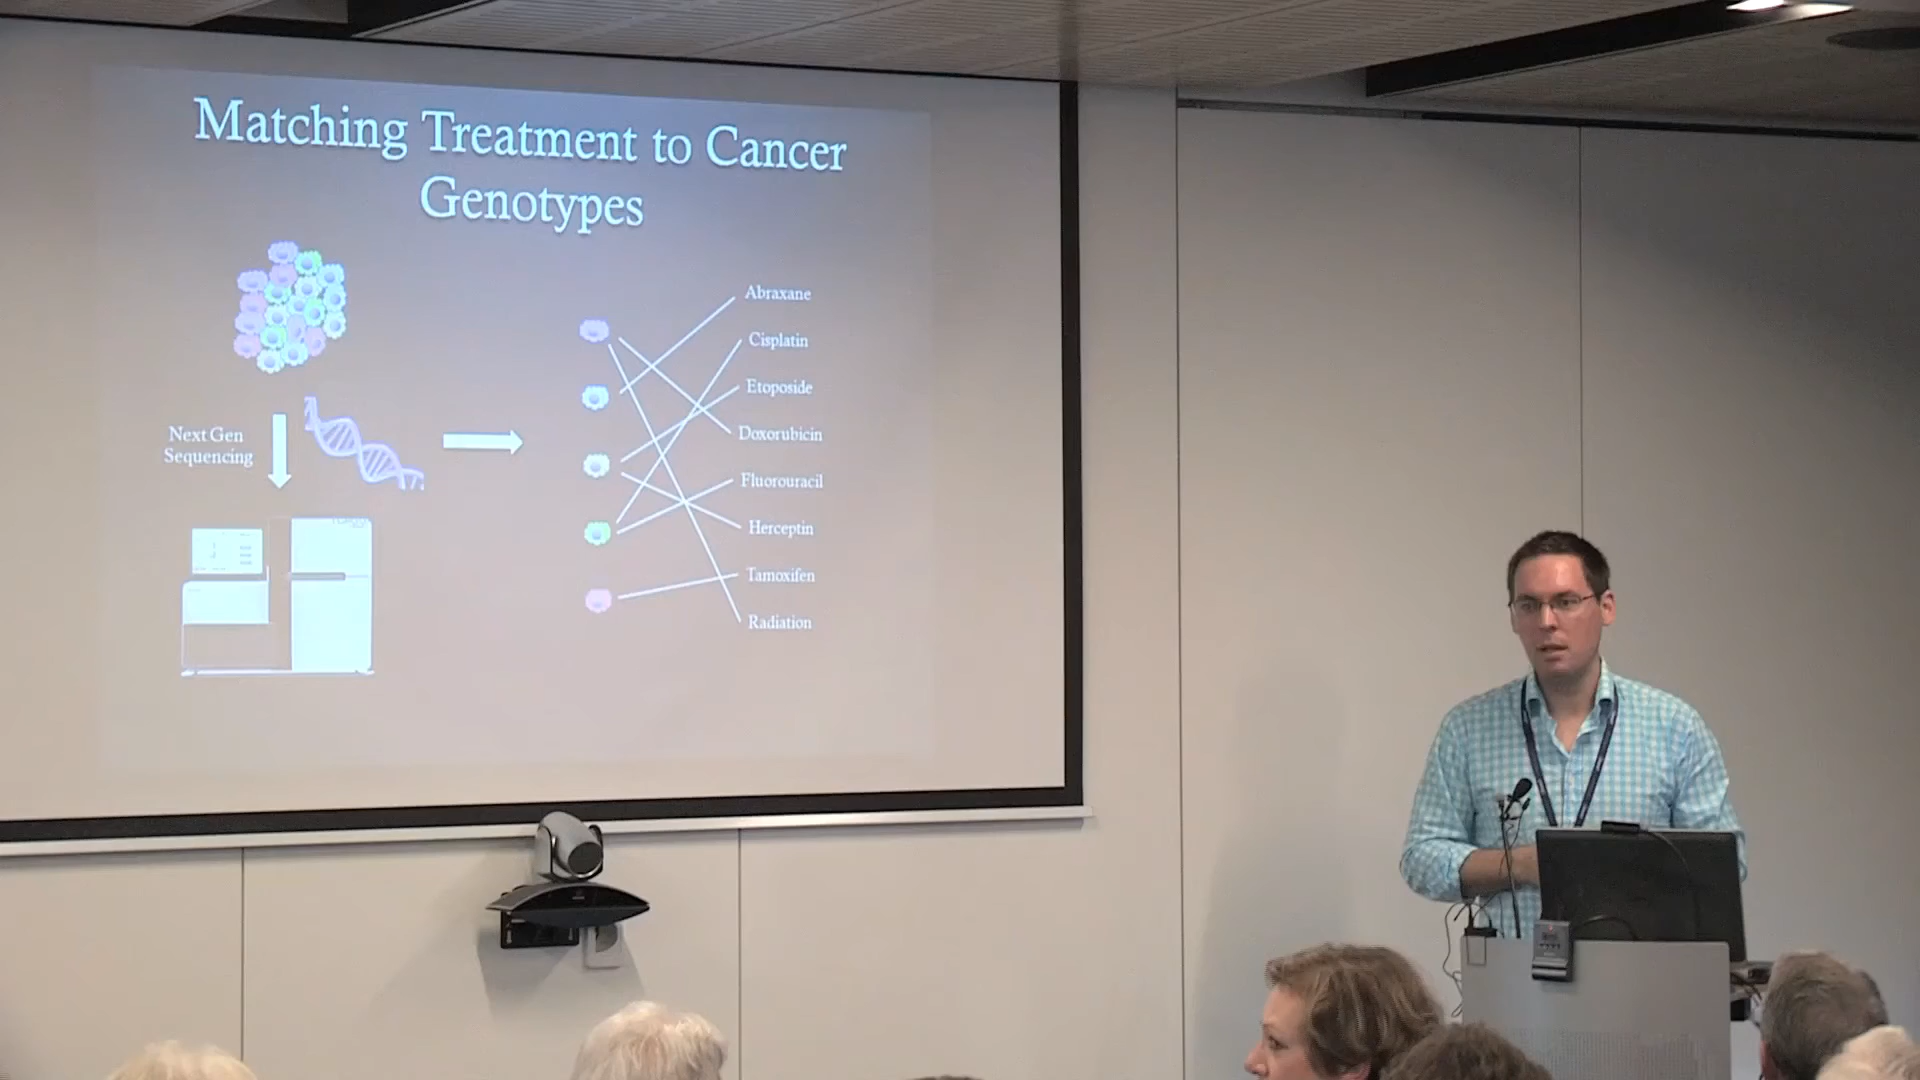 Matching Treatment to Cancer
Genotypes
Next Gen
Sequencing
Abraxane
Cisplatin
Etoposide
Doxorubicin
Fluorouracil
Herceptin
Tamoxifen
Radiation